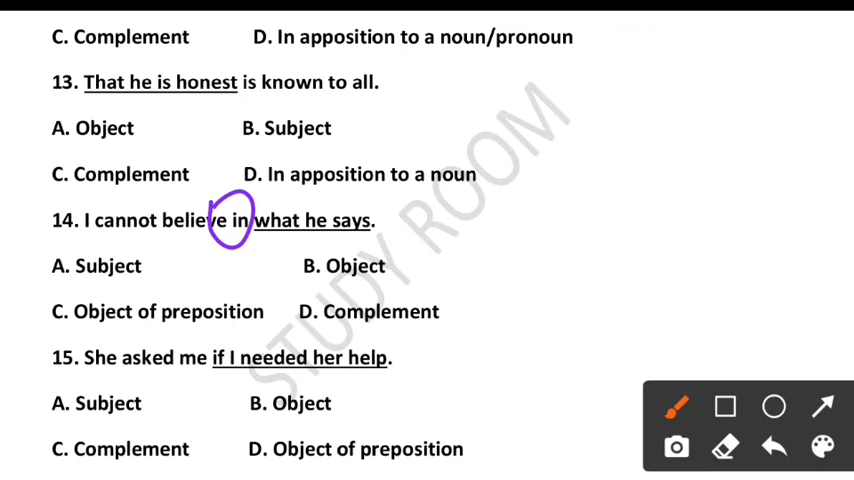 C. Complement D. In apposition to a noun/pronoun
13. That he is honest is known to all.
A. Object B. Subject
C. Complement D. In apposition to a noun
14. I cannot believe in what he says.
A. Subject B. Object
C. Object of preposition D. Complement
15. She asked me if I needed her help.
A. Subject B. Object
C. Complement D. Object of preposition
STUDY ROOM